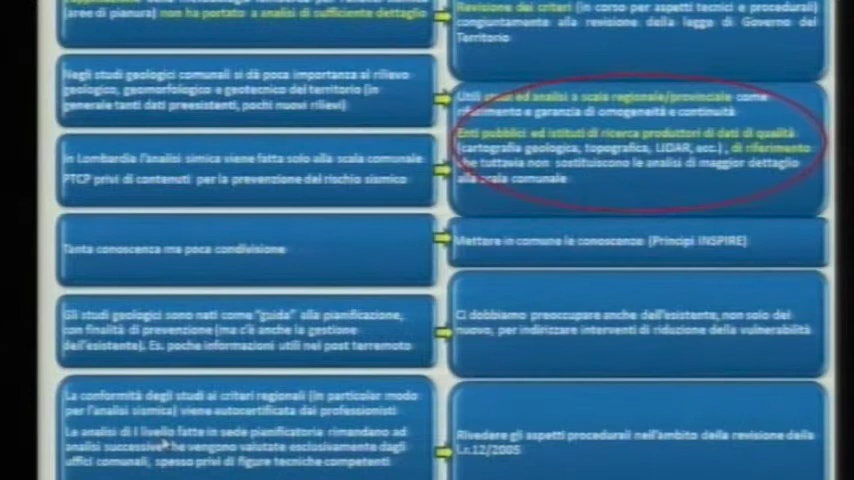 (aree di pianura) non ha portato a analisi di sufficiente dettaglio
Negli studi geologici comunali si dà poca importanza al rilievo
geologico, geomorfologico e geotecnico del territorio (in
generale tanti dati preesistenti, pochi nuovi rilievi)
In Lombardia l'analisi simica viene fatta solo alla scala comunale
PTCP privi di contenuti per la prevenzione del rischio sismico
Tanta conoscenza ma poca condivisione
Gli studi geologici sono nati come "guida" alla pianificazione,
con finalità di prevenzione (ma c'è anche la gestione
dell'esistente). Es. poche informazioni utili nel post terremoto
La conformità degli studi ai criteri regionali (in particolar modo
per l'analisi sismica) viene autocertificata dai professionisti
Le analisi di I livello fatte in sede pianificatoria rimandano ad
analisi successive he vengono valutate esclusivamente dagli
uffici comunali, spesso privi di figure tecniche competenti
Revisione dei criteri (in corso per aspetti tecnici e procedurali)
congiuntamente alla revisione della legge di Governo del
Territorio
Utili ed analisi a scala regionale/provinciale come
riferimento e garanzia di omogeneità e continuità
Enti pubblici ed istituti di ricerca produttori di dati di qualità
(cartografia geologica, topografica, LIDAR, ecc.) , di riferimento
che tuttavia non sostituiscono le analisi di maggior dettaglio
alla scala comunale
Mettere in comune le conoscenze (Principi INSPIRE)
Ci dobbiamo preoccupare anche dell'esistente, non solo del
nuovo, per indirizzare interventi di riduzione della vulnerabilità
Rivedere gli aspetti procedurali nell'ambito della revisione della
l.r.12/2005